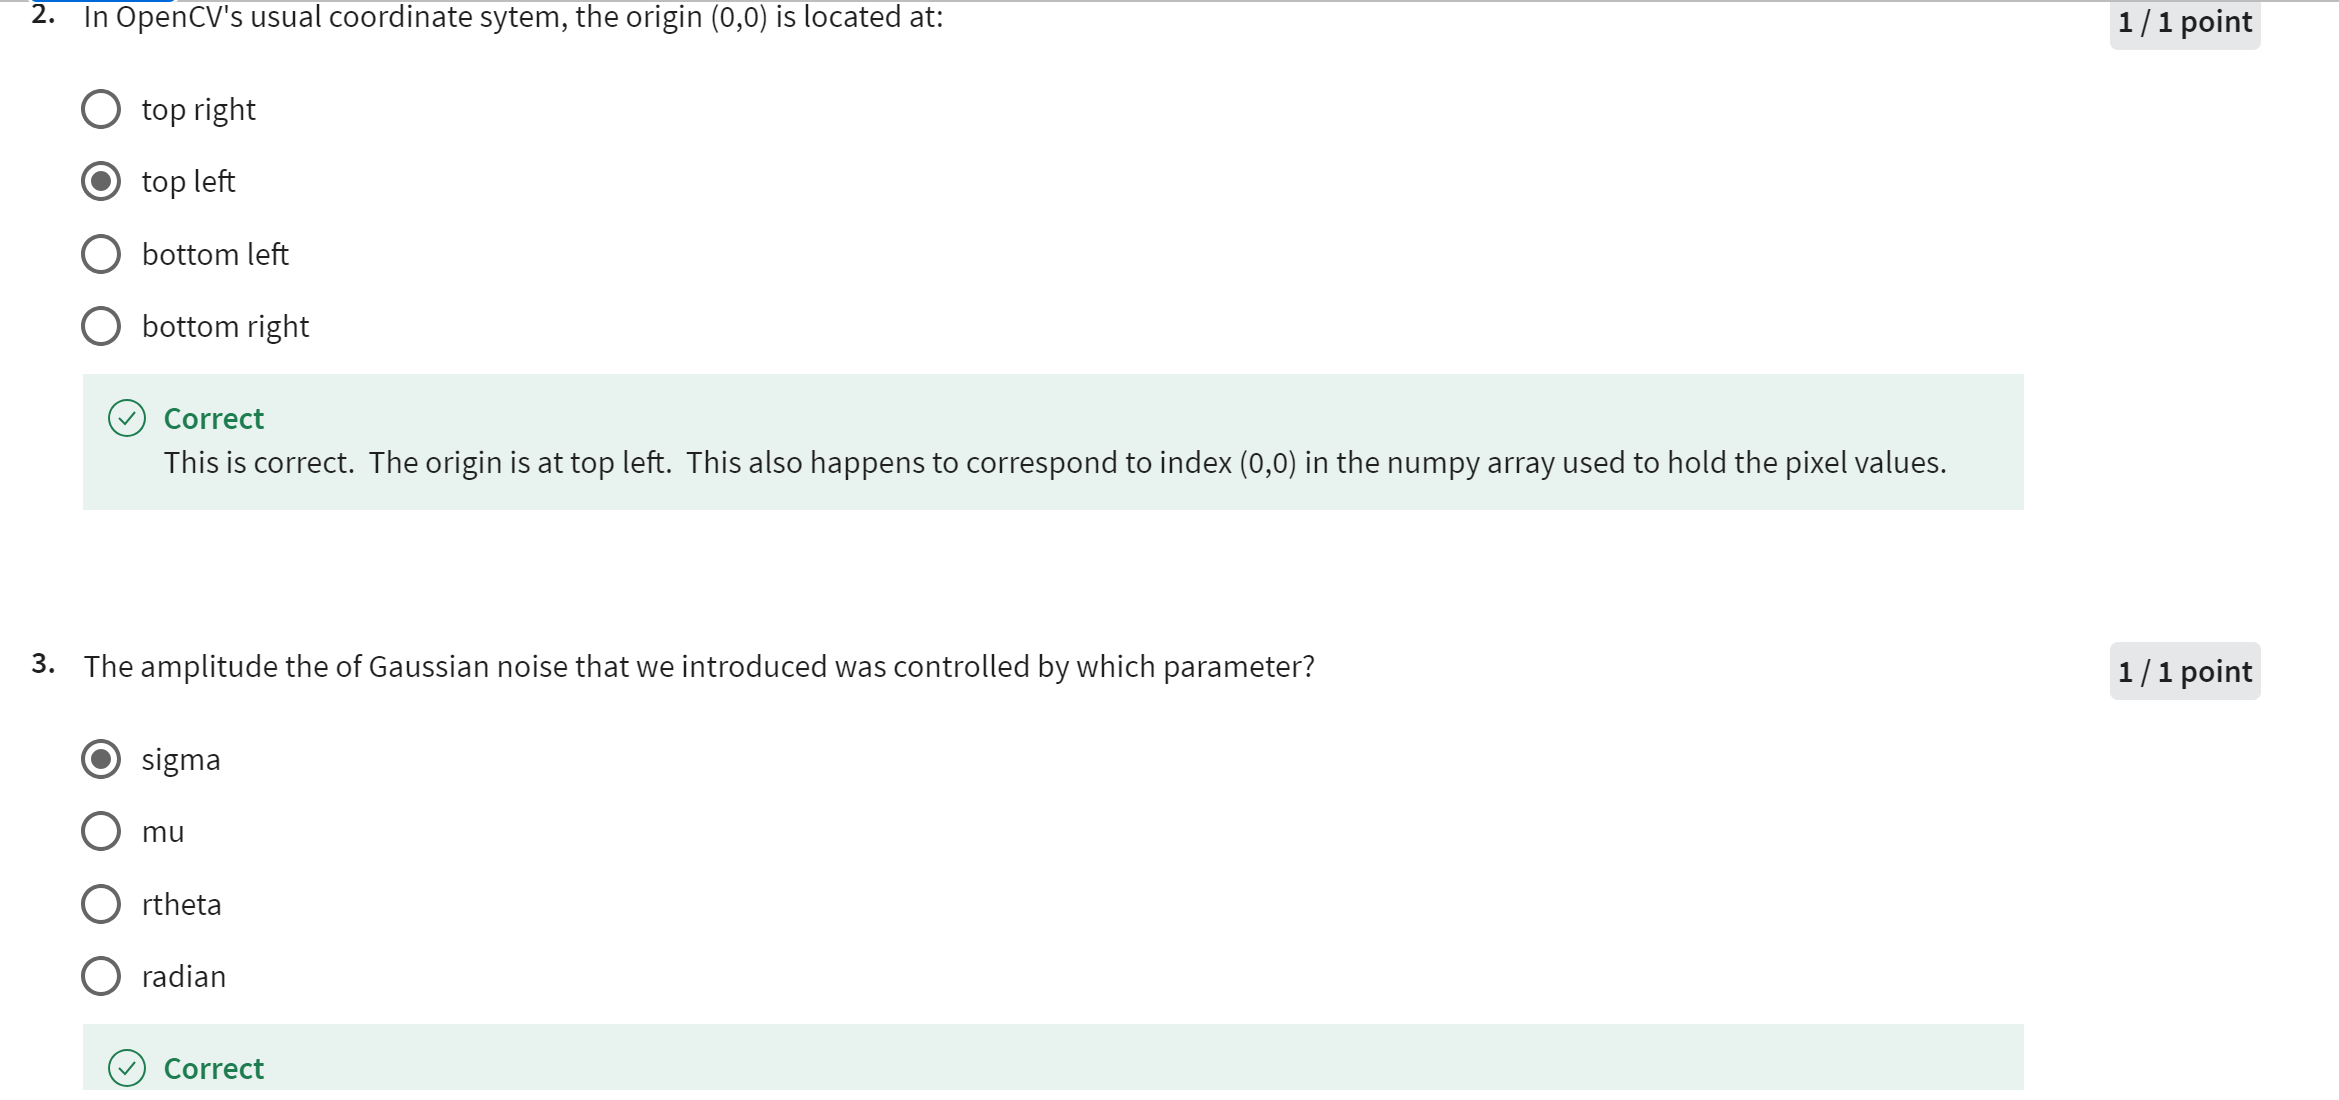 2. In OpenCV's usual coordinate sytem, the origin (0,0) is located at:
1 / 1 point
top right
top left
bottom left
bottom right
Correct
This is correct.  The origin is at top left.  This also happens to correspond to index (0,0) in the numpy array used to hold the pixel values.
3. The amplitude the of Gaussian noise that we introduced was controlled by which parameter?
1 / 1 point
sigma
mu
rtheta
radian
Correct